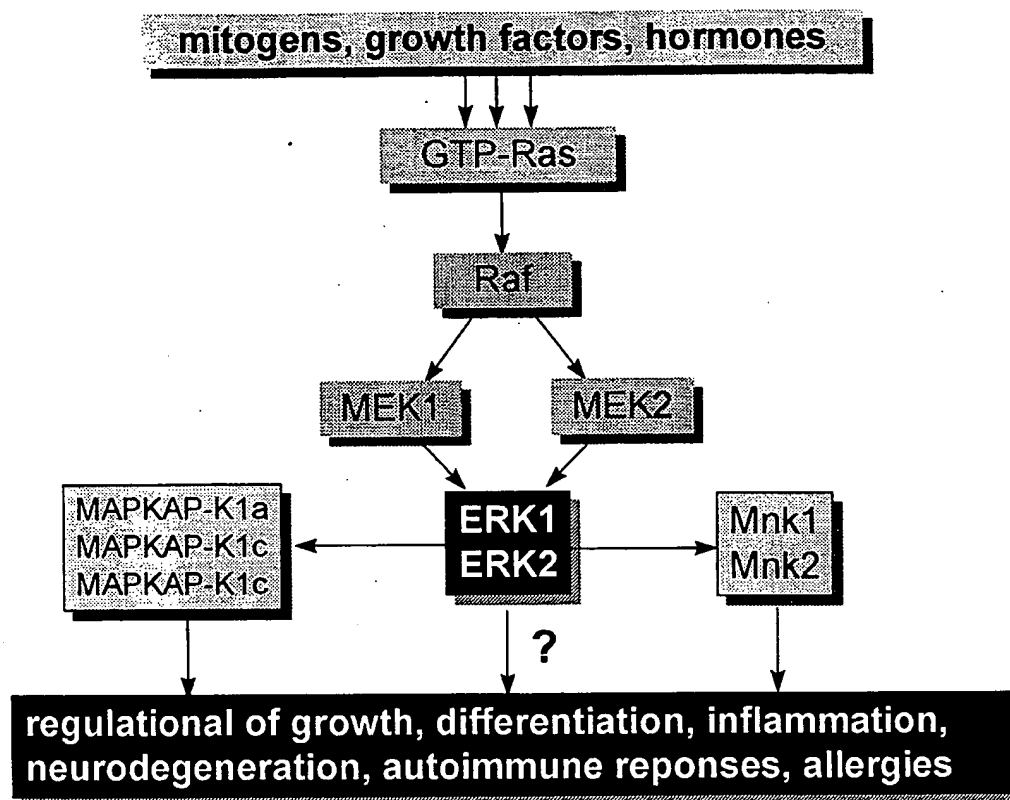 mitogens, growth factors, hormones
GTP-Ras
Raf
MEK1
MEK2
MAPKAP-K1a
MAPKAP-K1c
MAPKAP-K1c
ERK1
ERK2
Mnk1
Mnk2
?
regulational of growth, differentiation, inflammation,
neurodegeneration, autoimmune reponses, allergies